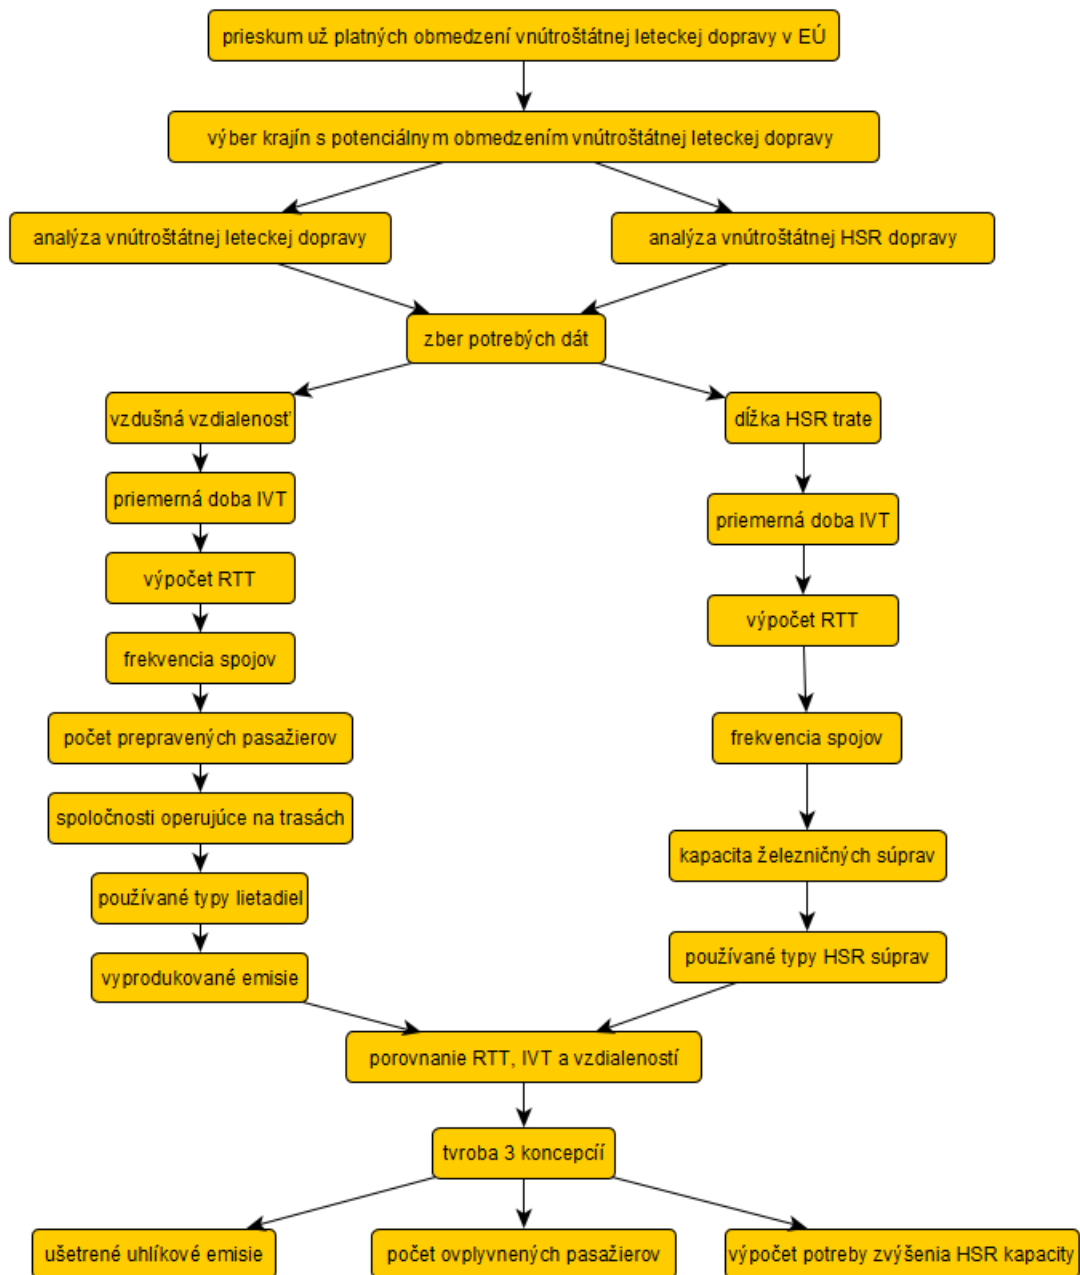 prieskum už platných obmedzení vnútroštátnej leteckej dopravy v EÚ
výber krajín s potenciálnym obmedzením vnútroštátnej leteckej dopravy
analýza vnútroštátnej leteckej dopravy
analýza vnútroštátnej HSR dopravy
zber potrebých dát
vzdušná vzdialenosť
priemerná doba IVT
výpočet RTT
frekvencia spojov
počet prepravených pasažierov
spoločnosti operujúce na trasách
používané typy lietadiel
vyprodukované emisie
dĺžka HSR trate
priemerná doba IVT
výpočet RTT
frekvencia spojov
kapacita železničných súprav
používané typy HSR súprav
porovnanie RTT, IVT a vzdialeností
tvroba 3 koncepcíí
ušetrené uhlíkové emisie
počet ovplyvnených pasažierov
výpočet potreby zvýšenia HSR kapacity